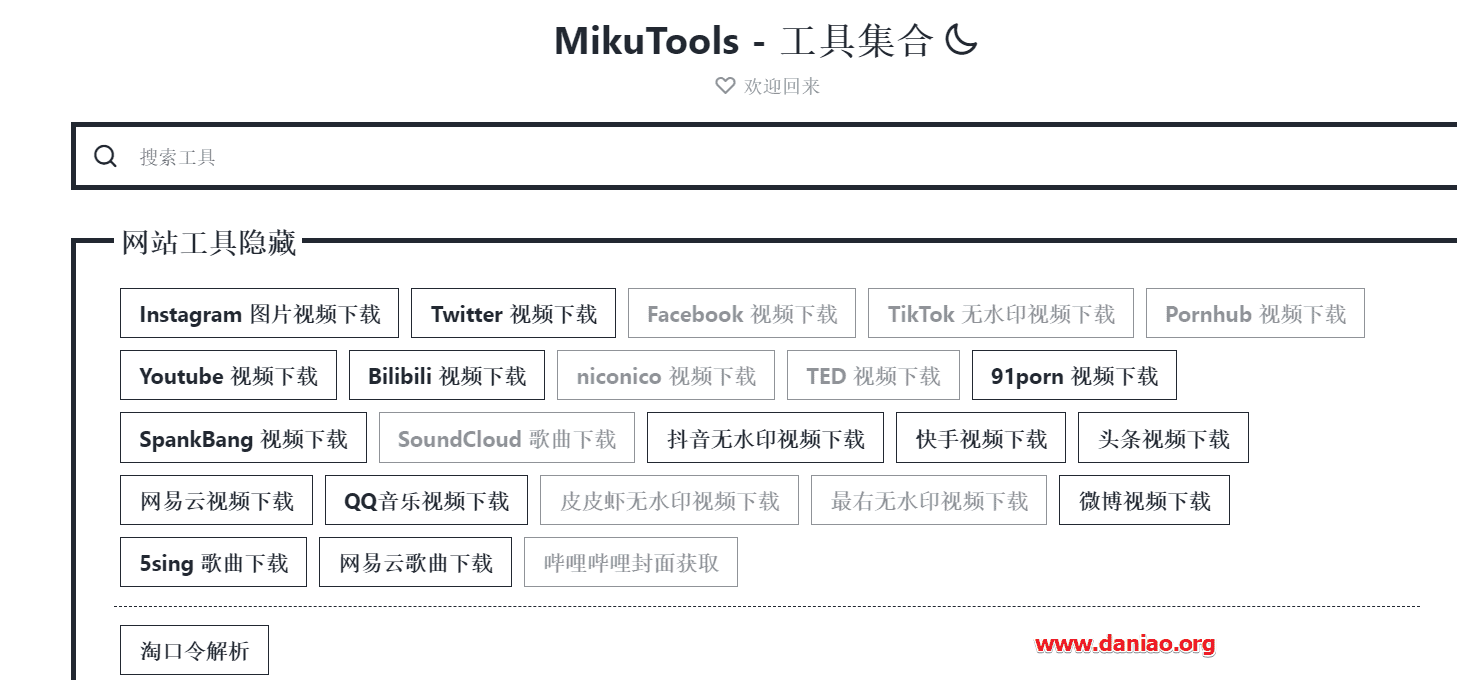 MikuTools - 工具集合
欢迎回来
搜索工具
网站工具隐藏
Instagram 图片视频下载 Twitter 视频下载 Facebook 视频下载 TikTok 无水印视频下载 Pornhub 视频下载
Youtube 视频下载 Bilibili 视频下载 niconico 视频下载 TED 视频下载 91porn 视频下载
SpankBang 视频下载 SoundCloud 歌曲下载 抖音无水印视频下载 快手视频下载 头条视频下载
网易云视频下载 QQ音乐视频下载 皮皮虾无水印视频下载 最右无水印视频下载 微博视频下载
5sing 歌曲下载 网易云歌曲下载 哔哩哔哩封面获取
淘口令解析
www.daniao.org